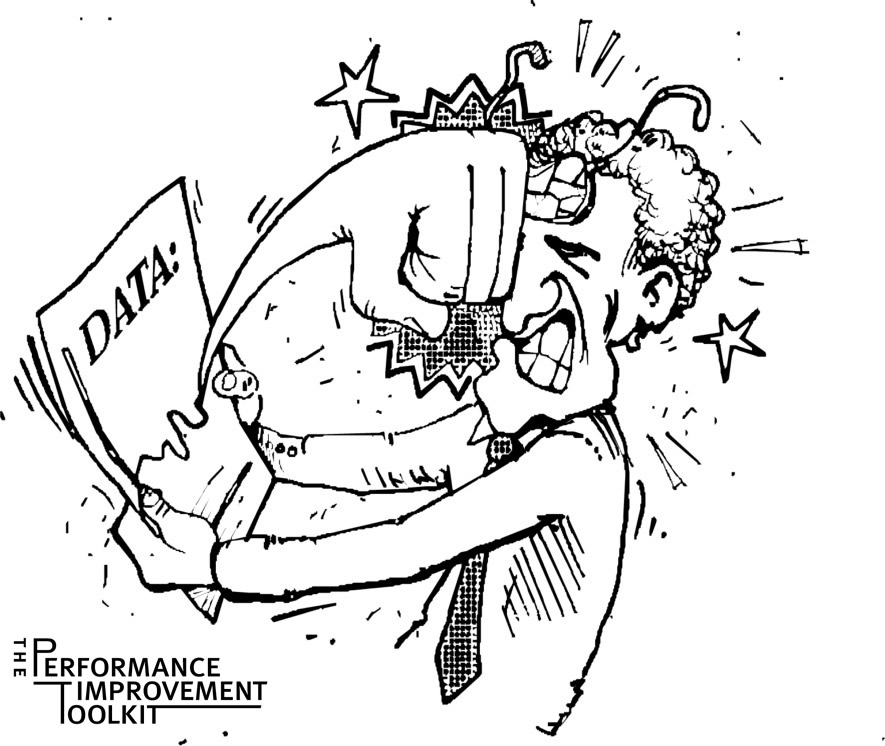 DATA:
THE PERFORMANCE
IMPROVEMENT
TOOLKIT